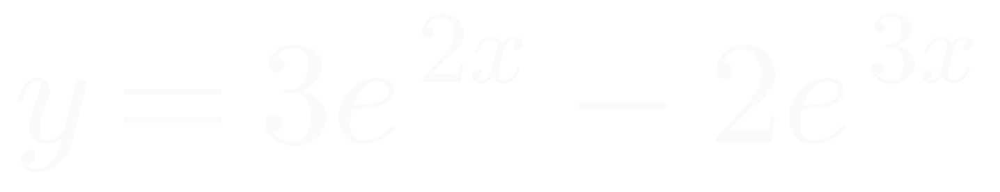 y = 3e^{2x} − 2e^{3x}